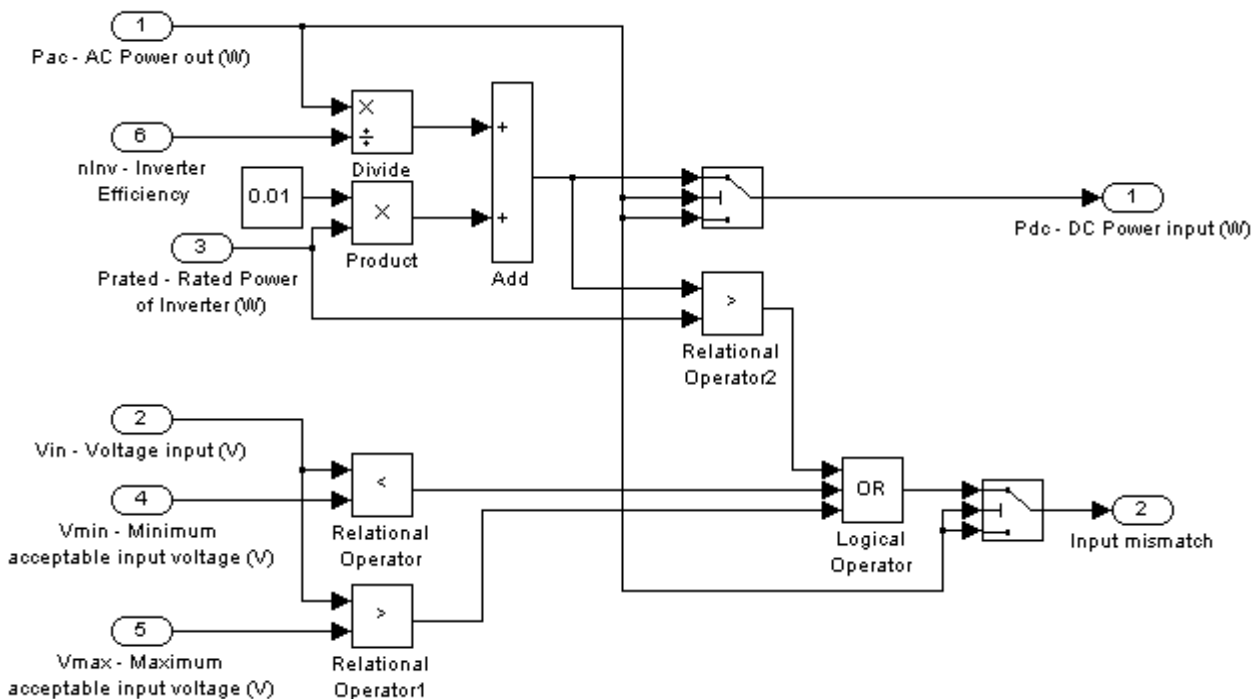 1
Pac - AC Power out (W)
6
nInv - Inverter
Efficiency
×
÷
Divide
0.01
×
Product
3
Prated - Rated Power
of Inverter (W)
+
+
Add
1
Pdc - DC Power input (W)
>
Relational
Operator2
2
Vin - Voltage input (V)
4
Vmin - Minimum
acceptable input voltage (V)
<
Relational
Operator
OR
Logical
Operator
2
Input mismatch
5
Vmax - Maximum
acceptable input voltage (V)
>
Relational
Operator1